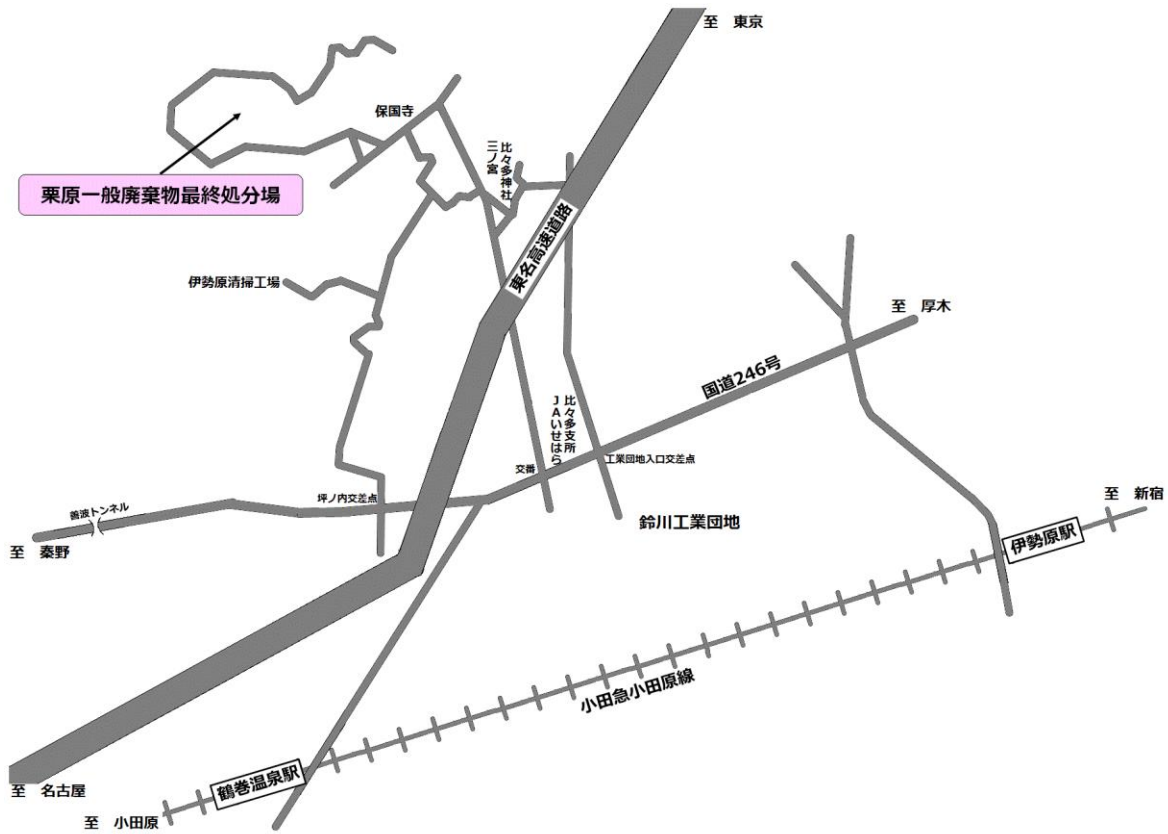 至　東京
保国寺
比々多神社
三ノ宮
栗原一般廃棄物最終処分場
東名高速道路
伊勢原清掃工場
至　厚木
国道246号
比々多支所
ＪＡいせはら
交番
工業団地入口交差点
坪ノ内交差点
善波トンネル
至　新宿
鈴川工業団地
至　秦野
伊勢原駅
小田急小田原線
鶴巻温泉駅
至　名古屋
至　小田原